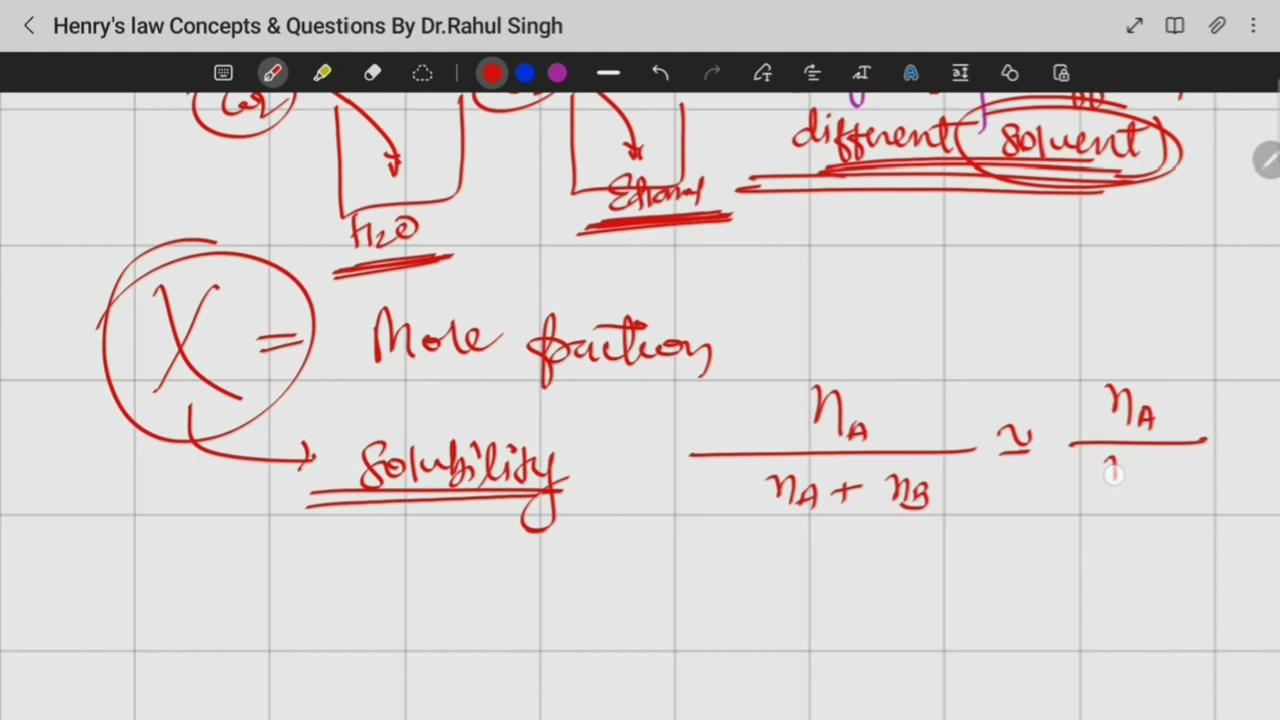 Henry's law Concepts & Questions By Dr.Rahul Singh
different solvent
Ethanol
H2O
X = Mole fraction
Solubility
nA / nA + nB ≃ nA